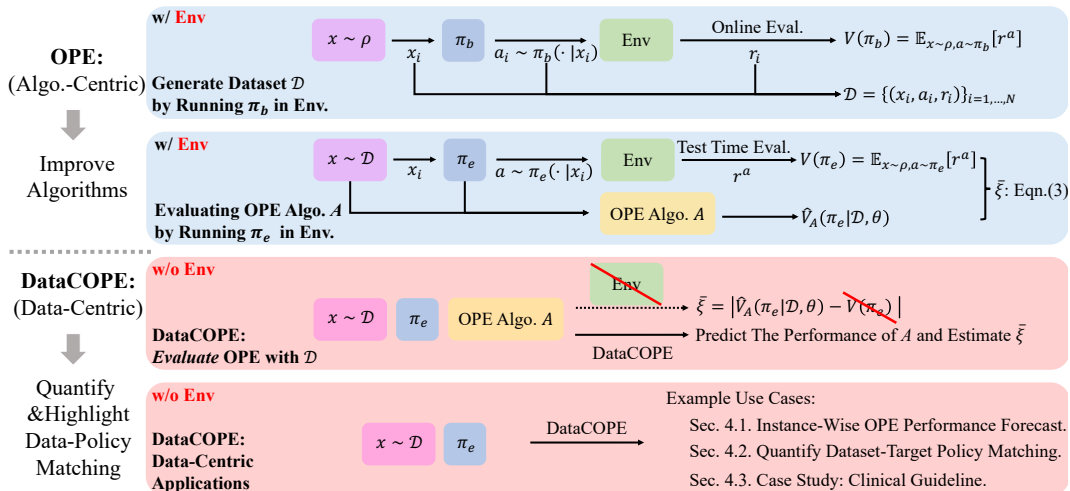 OPE:
(Algo.-Centric)
Improve
Algorithms
DataCOPE:
(Data-Centric)
Quantify
&Highlight
Data-Policy
Matching
w/ Env
x ~ ρ
x_i
π_b
a_i ~ π_b(· |x_i)
Env
Online Eval.
r_i
V(π_b) = 𝔼_{x~ρ,a~π_b}[r^a]
Generate Dataset 𝒟
by Running π_b in Env.
𝒟 = {(x_i, a_i, r_i)}_{i=1,…,N}
w/ Env
x ~ 𝒟
x_i
π_e
a ~ π_e(· |x_i)
Env
Test Time Eval.
r^a
V(π_e) = 𝔼_{x~ρ,a~π_e}[r^a]
ξ̄: Eqn.(3)
Evaluating OPE Algo. A
by Running π_e in Env.
OPE Algo. A
V̂_A(π_e|𝒟, θ)
w/o Env
Env
x ~ 𝒟
π_e
OPE Algo. A
ξ̄ = |V̂_A(π_e|𝒟, θ) − V(π_e) |
DataCOPE:
Evaluate OPE with 𝒟
Predict The Performance of A and Estimate ξ̄
DataCOPE
w/o Env
DataCOPE:
Data-Centric
Applications
x ~ 𝒟
π_e
DataCOPE
Example Use Cases:
Sec. 4.1. Instance-Wise OPE Performance Forecast.
Sec. 4.2. Quantify Dataset-Target Policy Matching.
Sec. 4.3. Case Study: Clinical Guideline.